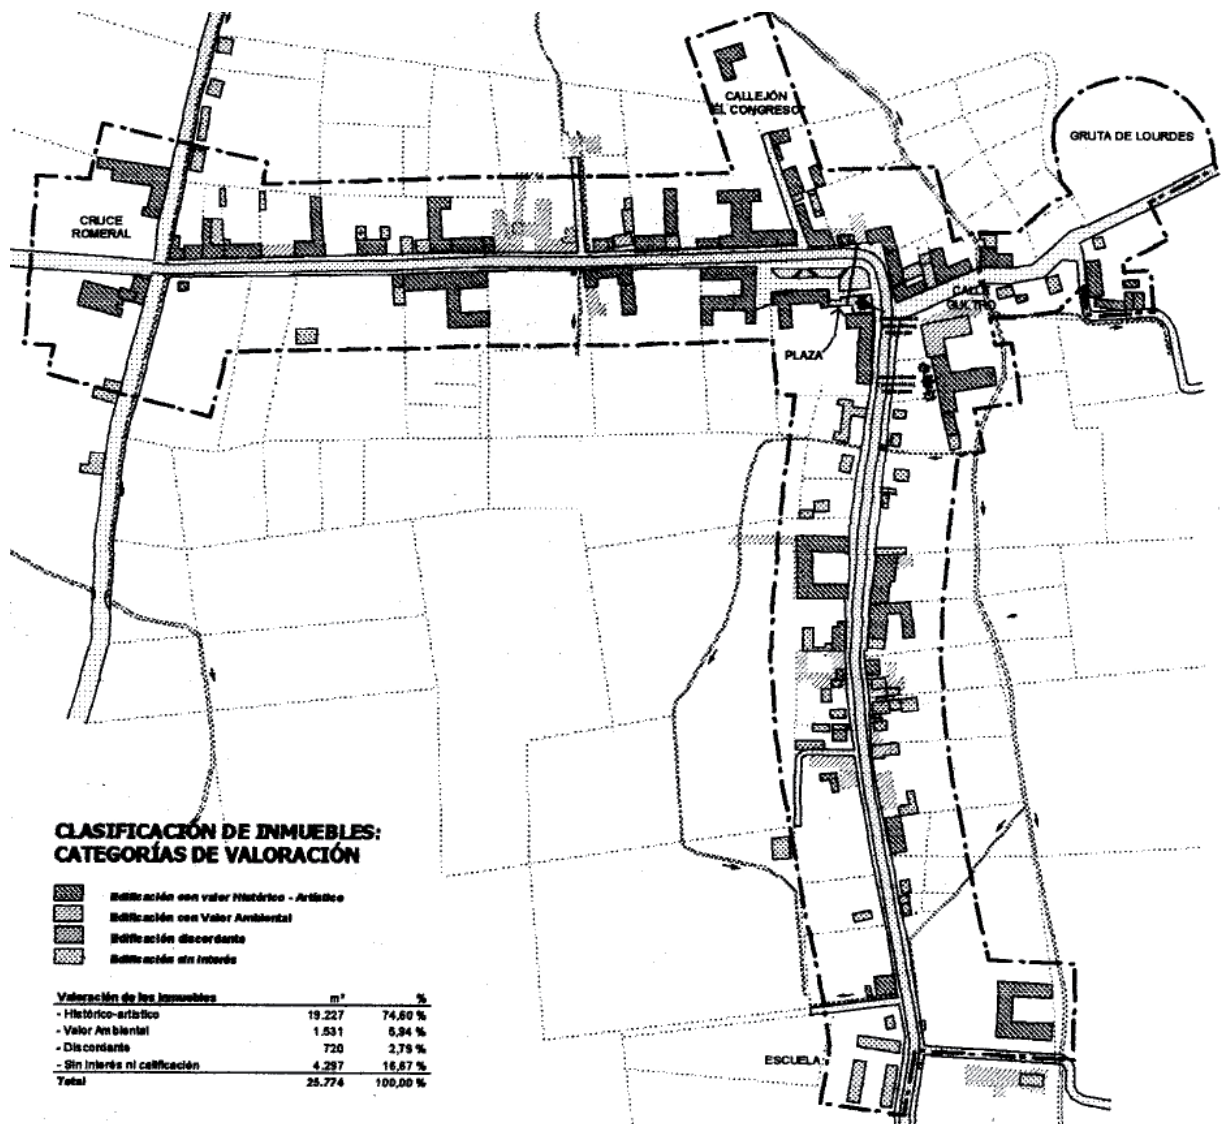 CALLEJÓN
"EL CONGRESO"
GRUTA DE LOURDES
CRUCE
ROMERAL
CALLE
GULTRO
PLAZA
CLASIFICACIÓN DE INMUEBLES:
CATEGORÍAS DE VALORACIÓN
Edificación con valor Histórico - Artístico
Edificación con Valor Ambiental
Edificación discordante
Edificación sin interés
Valoración de los inmuebles m² %
- Histórico-artístico 19.227 74,60 %
- Valor Ambiental 1.531 5,94 %
- Discordante 720 2,79 %
- Sin interés ni calificación 4.297 16,67 %
Total 25.774 100,00 %
ESCUELA